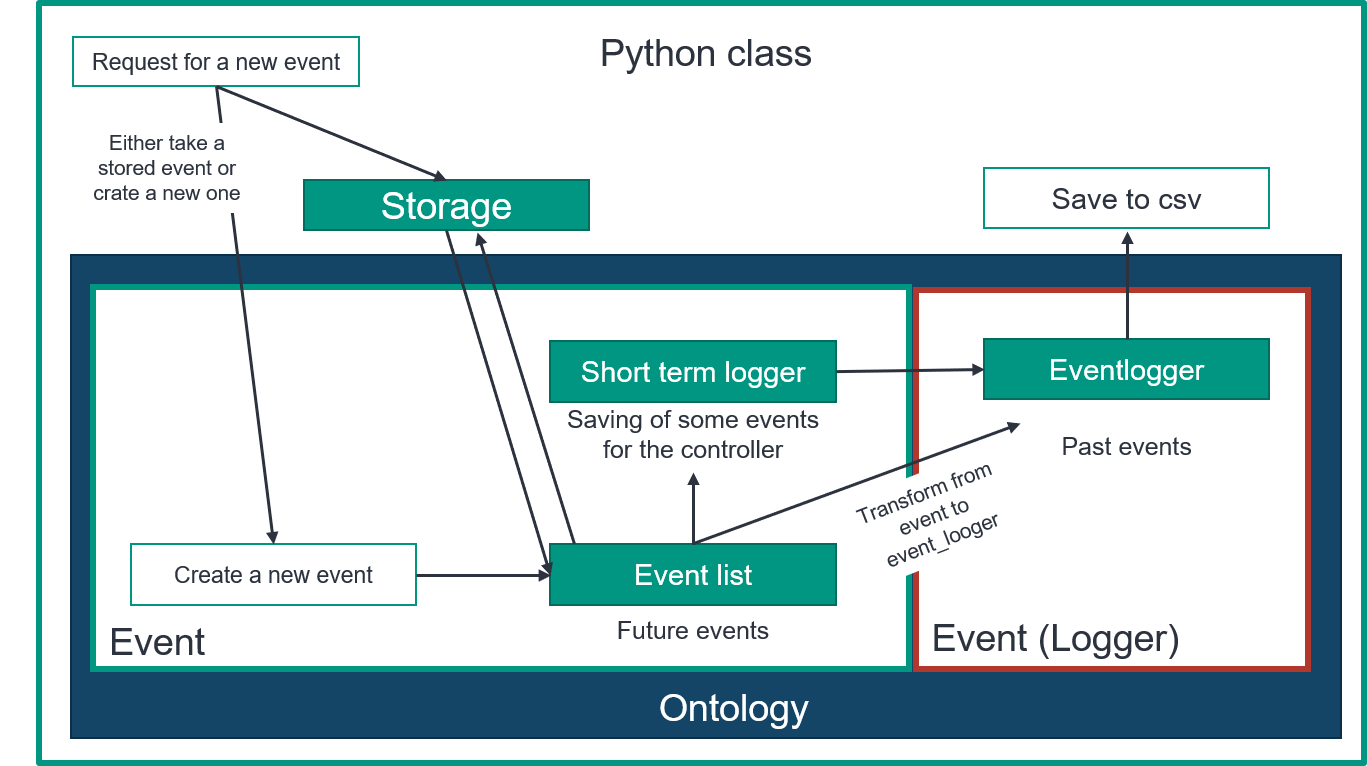 Python class
Request for a new event
Either take a
stored event or
crate a new one
Storage
Save to csv
Short term logger
Eventlogger
Saving of some events
for the controller
Past events
Transform from
event to
event_looger
Create a new event
Event list
Future events
Event
Event (Logger)
Ontology